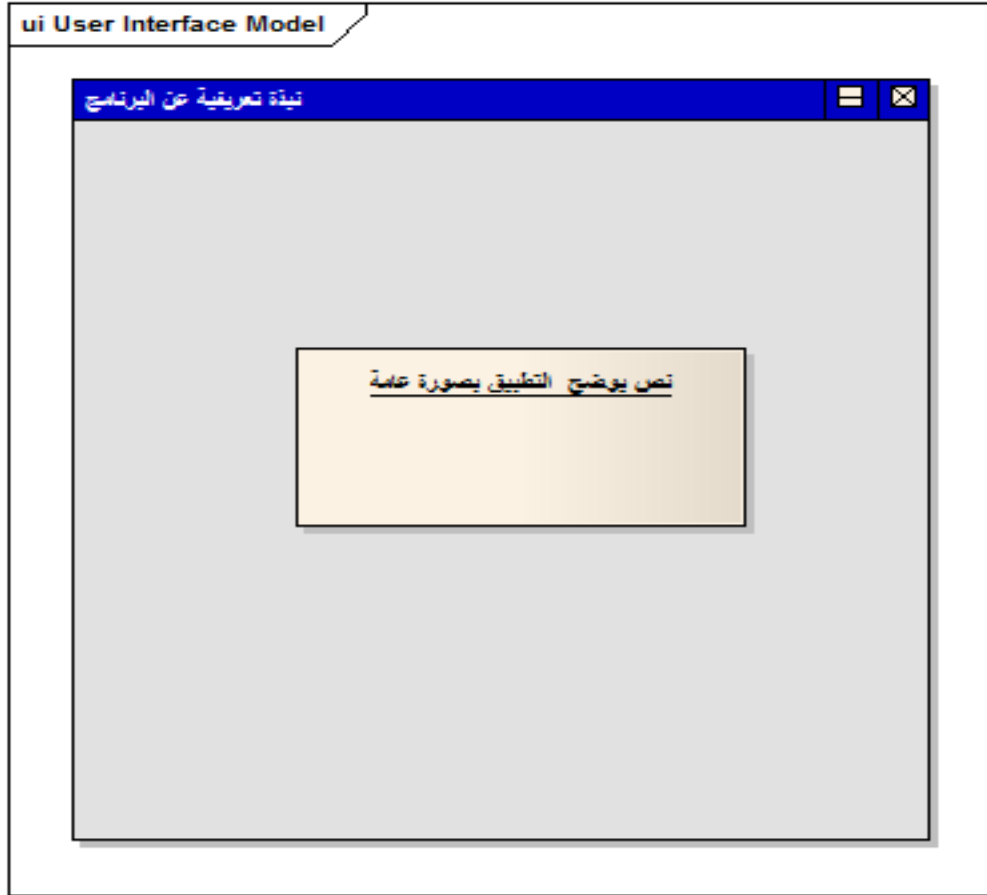 ui User Interface Model
نبذة تعريفية عن البرنامج
نص يوضح التطبيق بصورة عامة